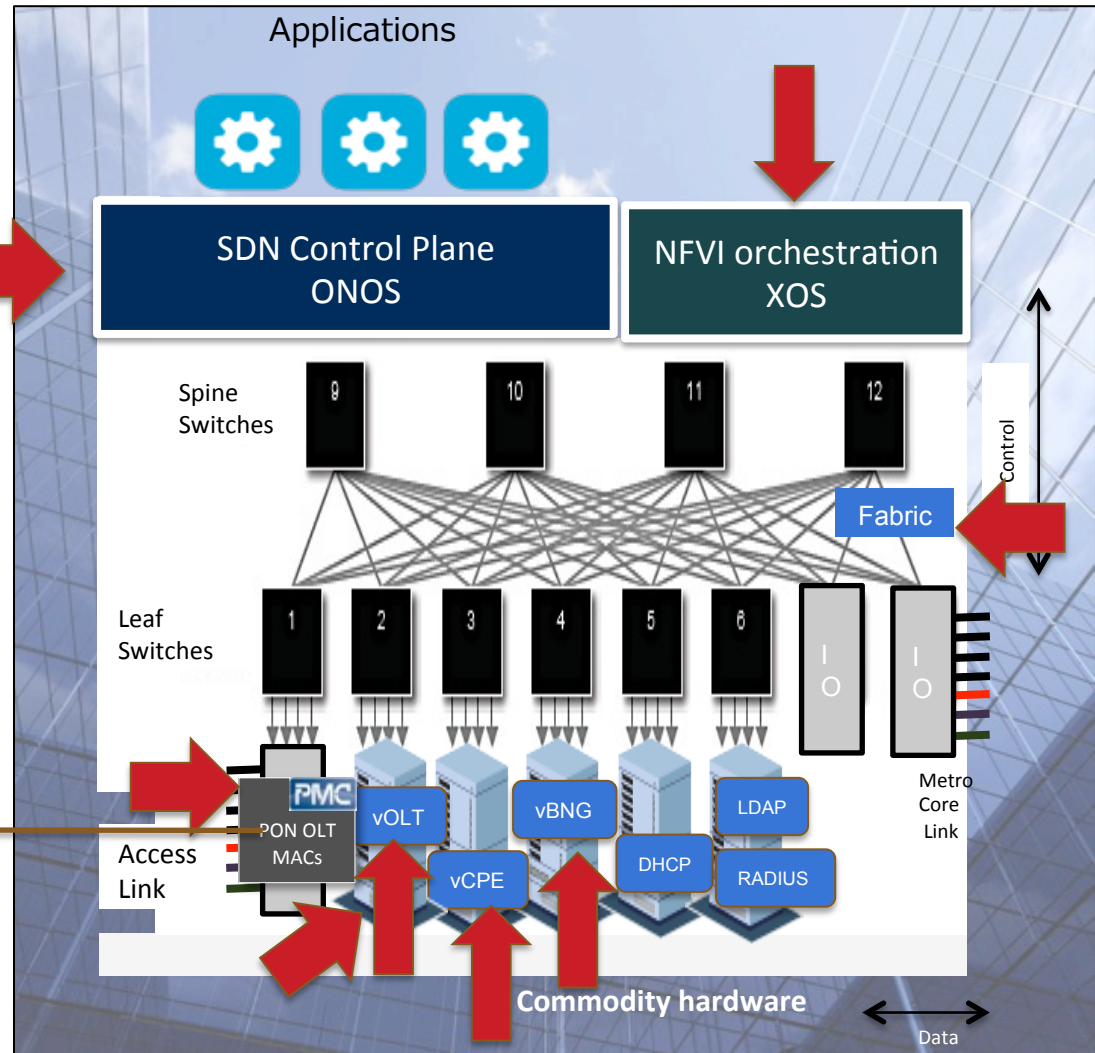 Applications
SDN Control Plane
ONOS
NFVI orchestration
XOS
Spine
Switches
9
10
11
12
Control
Fabric
Leaf
Switches
1
2
3
4
5
6
I
O
I
O
Metro
Core
Link
PMC
PON OLT
MACs
Access
Link
vOLT
vCPE
vBNG
DHCP
LDAP
RADIUS
Commodity hardware
Data